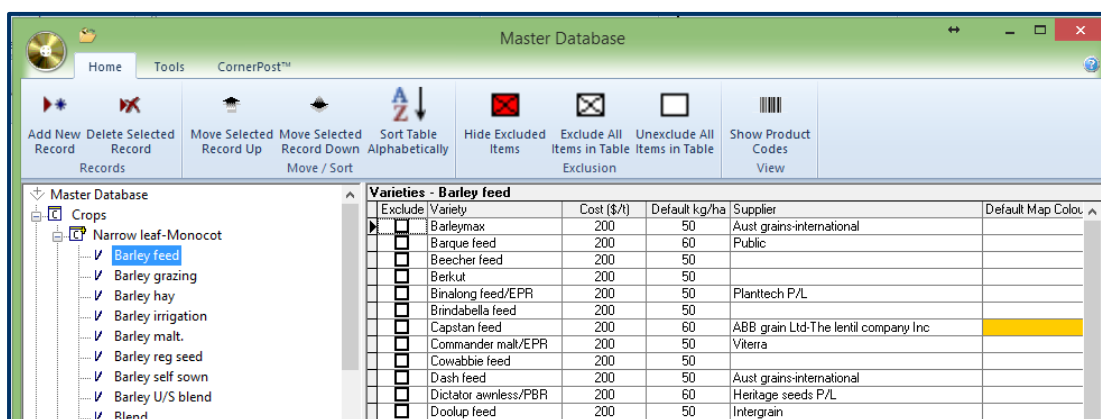 Master Database
Home Tools CornerPost™
Add New Record
Delete Selected Record
Move Selected Record Up
Move Selected Record Down
Sort Table Alphabetically
Hide Excluded Items
Exclude All Items in Table
Unexclude All Items in Table
Show Product Codes
Records Move / Sort Exclusion View
Master Database
Crops
Narrow leaf-Monocot
Barley feed
Barley grazing
Barley hay
Barley irrigation
Barley malt.
Barley reg seed
Barley self sown
Barley U/S blend
Blend
Varieties - Barley feed
Exclude Variety Cost ($/t) Default kg/ha Supplier Default Map Colou
Barleymax 200 50 Aust grains-international
Barque feed 200 60 Public
Beecher feed 200 50
Berkut 200 50
Binalong feed/EPR 200 50 Planttech P/L
Brindabella feed 200 50
Capstan feed 200 60 ABB grain Ltd-The lentil company Inc
Commander malt/EPR 200 50 Viterra
Cowabbie feed 200 50
Dash feed 200 50 Aust grains-international
Dictator awnless/PBR 200 60 Heritage seeds P/L
Doolup feed 200 50 Intergrain